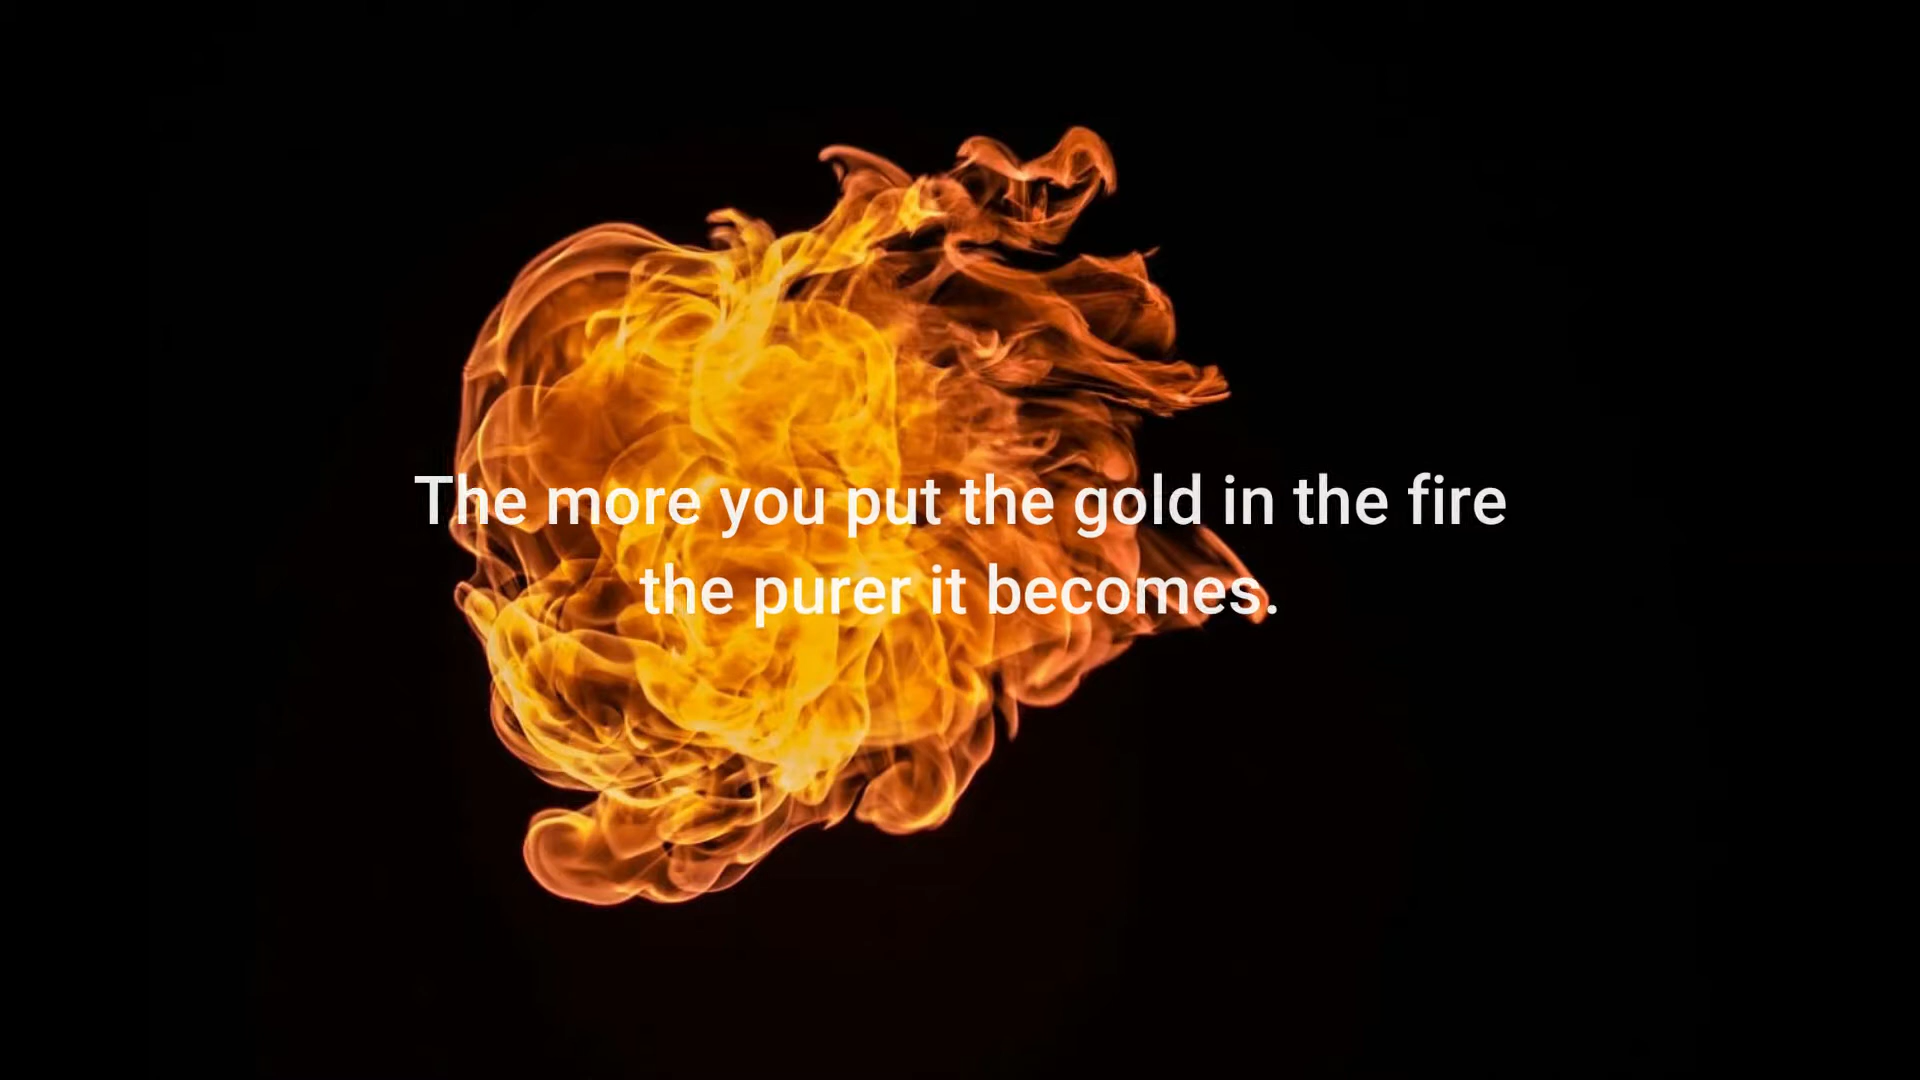 The more you put the gold in the fire
the purer it becomes.